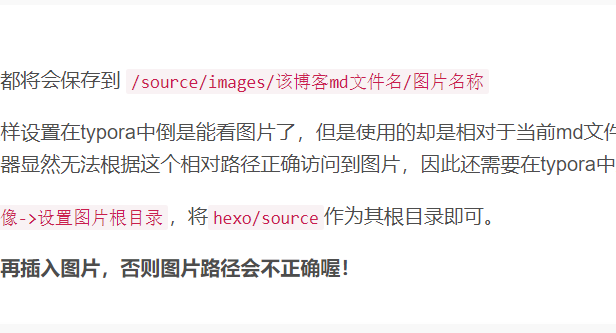 都将会保存到 /source/images/该博客md文件名/图片名称
样设置在typora中倒是能看图片了，但是使用的却是相对于当前md文件
器显然无法根据这个相对路径正确访问到图片，因此还需要在typora中
像->设置图片根目录，将 hexo/source作为其根目录即可。
再插入图片，否则图片路径会不正确喔！